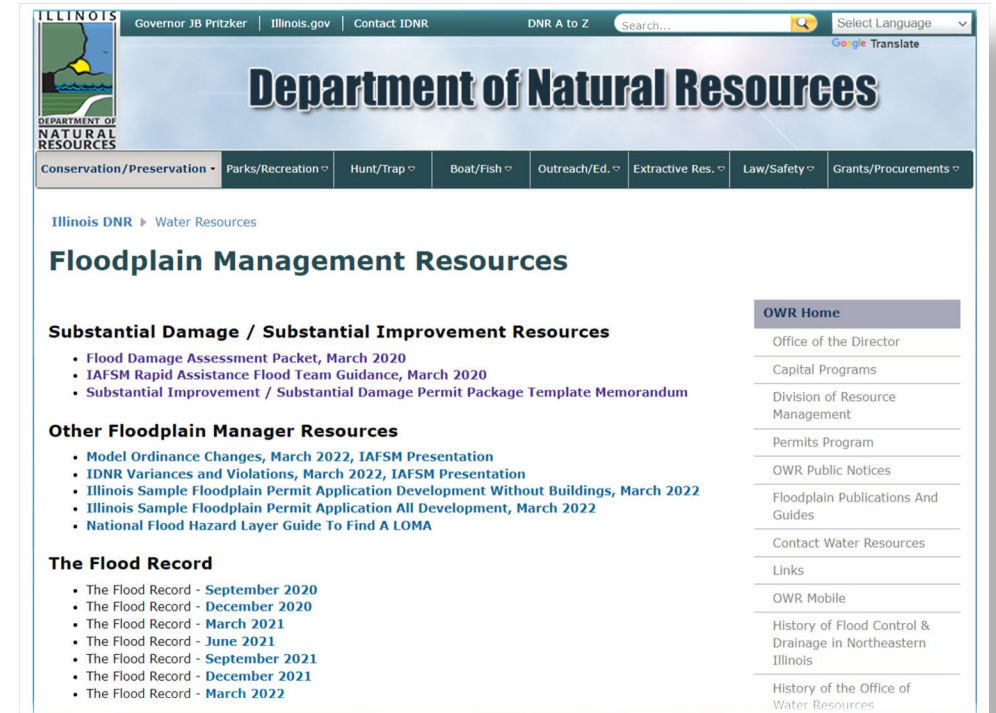 ILLINOIS
DEPARTMENT OF
NATURAL
RESOURCES
Governor JB Pritzker | Illinois.gov | Contact IDNR
DNR A to Z
Search...
Select Language
Google Translate
Department of Natural Resources
Conservation/Preservation Parks/Recreation Hunt/Trap Boat/Fish Outreach/Ed. Extractive Res. Law/Safety Grants/Procurements
Illinois DNR Water Resources
Floodplain Management Resources
Substantial Damage / Substantial Improvement Resources
• Flood Damage Assessment Packet, March 2020
• IAFSM Rapid Assistance Flood Team Guidance, March 2020
• Substantial Improvement / Substantial Damage Permit Package Template Memorandum
Other Floodplain Manager Resources
• Model Ordinance Changes, March 2022, IAFSM Presentation
• IDNR Variances and Violations, March 2022, IAFSM Presentation
• Illinois Sample Floodplain Permit Application Development Without Buildings, March 2022
• Illinois Sample Floodplain Permit Application All Development, March 2022
• National Flood Hazard Layer Guide To Find A LOMA
The Flood Record
• The Flood Record - September 2020
• The Flood Record - December 2020
• The Flood Record - March 2021
• The Flood Record - June 2021
• The Flood Record - September 2021
• The Flood Record - December 2021
• The Flood Record - March 2022
OWR Home
Office of the Director
Capital Programs
Division of Resource
Management
Permits Program
OWR Public Notices
Floodplain Publications And
Guides
Contact Water Resources
Links
OWR Mobile
History of Flood Control &
Drainage in Northeastern
Illinois
History of the Office of
Water Resources